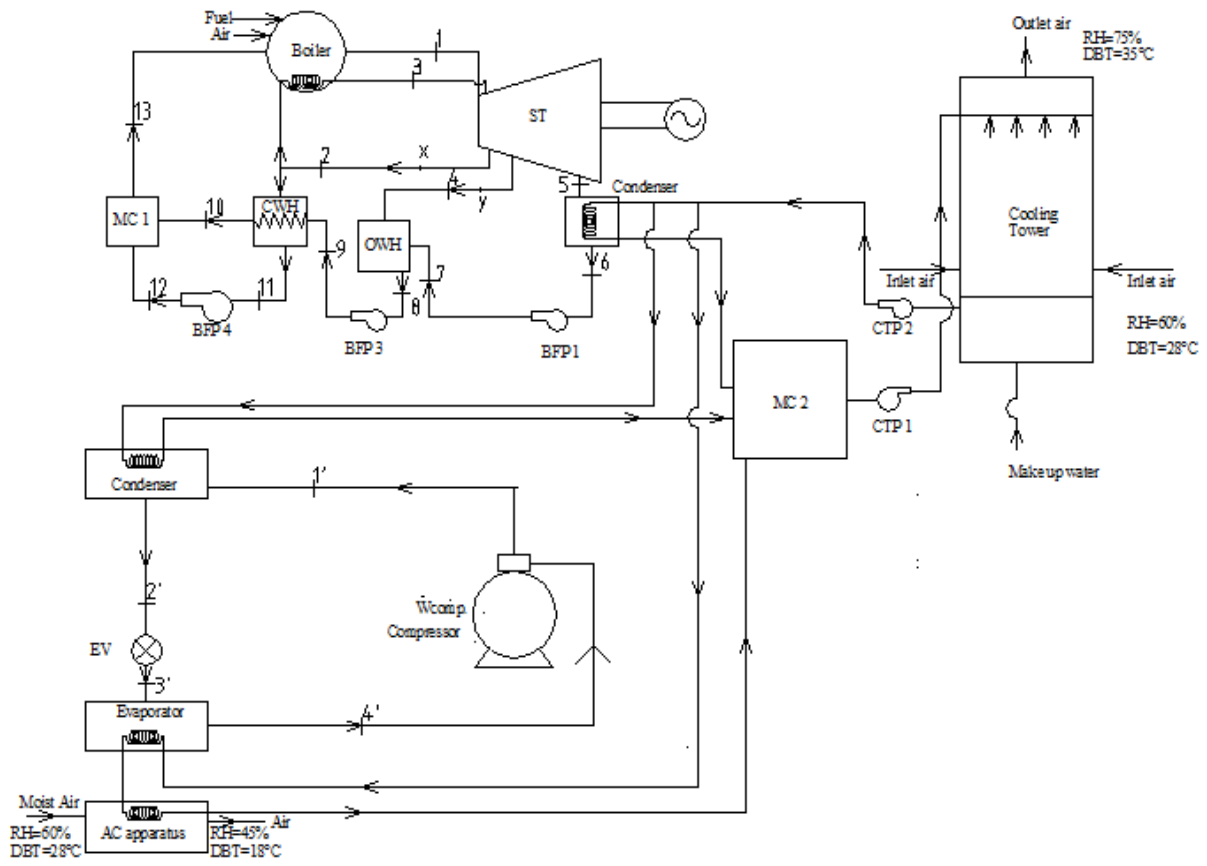 Fuel
Air
Boiler
1
3
13
ST
2
x
4
y
5
Condenser
MC 1
10
CWH
9
OWH
7
6
12
11
8
BFP 4
BFP 3
BFP 1
Outlet air
RH=75%
DBT=35°C
Cooling
Tower
Inlet air
Inlet air
RH=60%
DBT=28°C
CTP 2
MC 2
CTP 1
Make up water
Condenser
1'
2'
EV
3'
Ẇcomp.
Compressor
Evaporator
4'
Moist Air
RH=60%
DBT=28°C
AC apparatus
Air
RH=45%
DBT=18°C